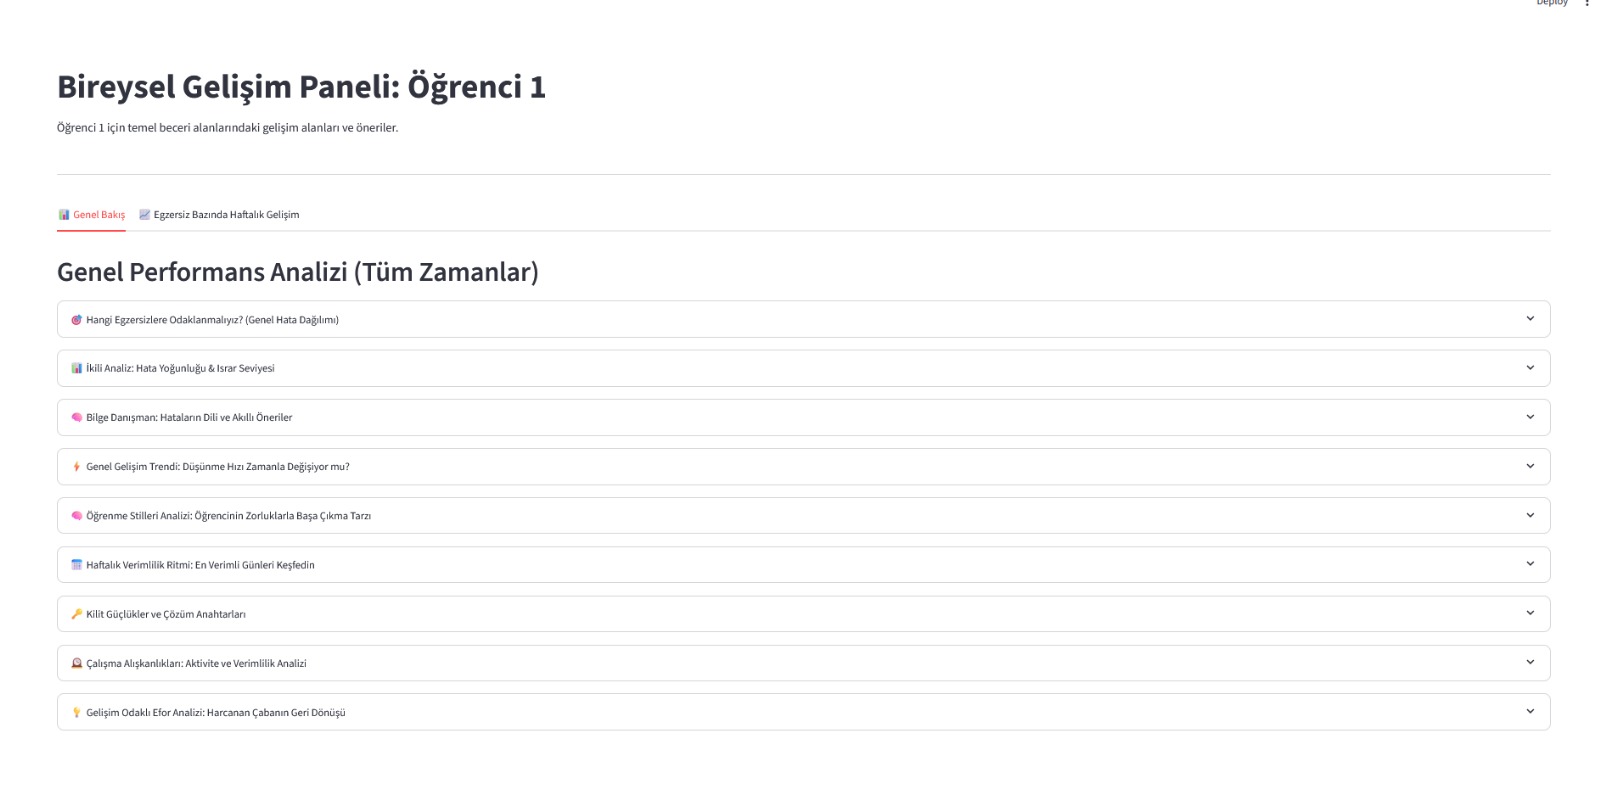 Deploy
Bireysel Gelişim Paneli: Öğrenci 1
Öğrenci 1 için temel beceri alanlarındaki gelişim alanları ve öneriler.
Genel Bakış
Egzersiz Bazında Haftalık Gelişim
Genel Performans Analizi (Tüm Zamanlar)
Hangi Egzersizlere Odaklanmalıyız? (Genel Hata Dağılımı)
İkili Analiz: Hata Yoğunluğu & Israr Seviyesi
Bilge Danışman: Hataların Dili ve Akıllı Öneriler
Genel Gelişim Trendi: Düşünme Hızı Zamanla Değişiyor mu?
Öğrenme Stilleri Analizi: Öğrencinin Zorluklarla Başa Çıkma Tarzı
Haftalık Verimlilik Ritmi: En Verimli Günleri Keşfedin
Kilit Güçlükler ve Çözüm Anahtarları
Çalışma Alışkanlıkları: Aktivite ve Verimlilik Analizi
Gelişim Odaklı Efor Analizi: Harcanan Çabanın Geri Dönüşü